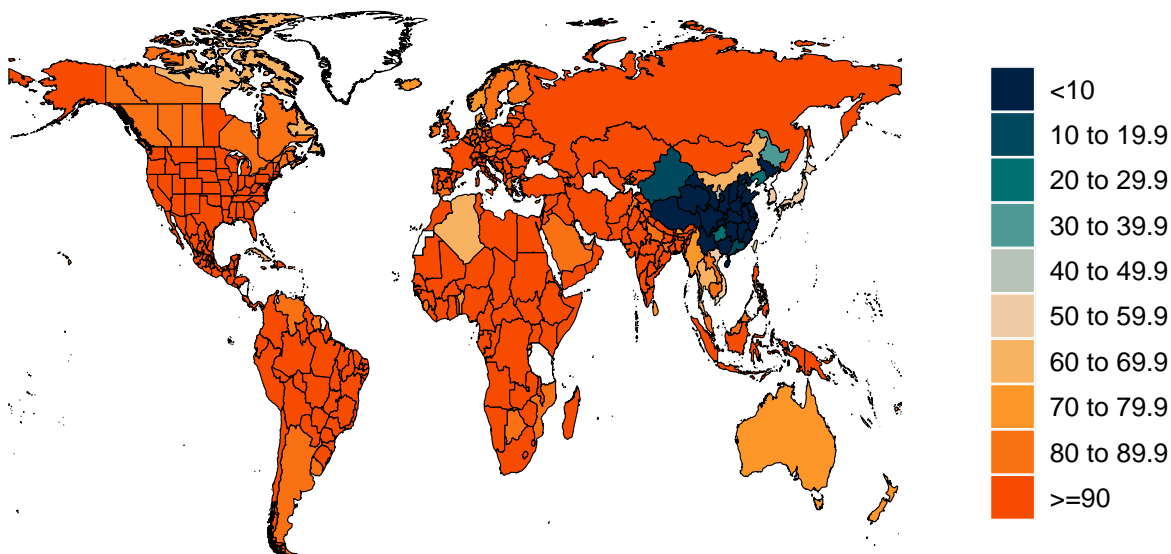 <10
10 to 19.9
20 to 29.9
30 to 39.9
40 to 49.9
50 to 59.9
60 to 69.9
70 to 79.9
80 to 89.9
>=90